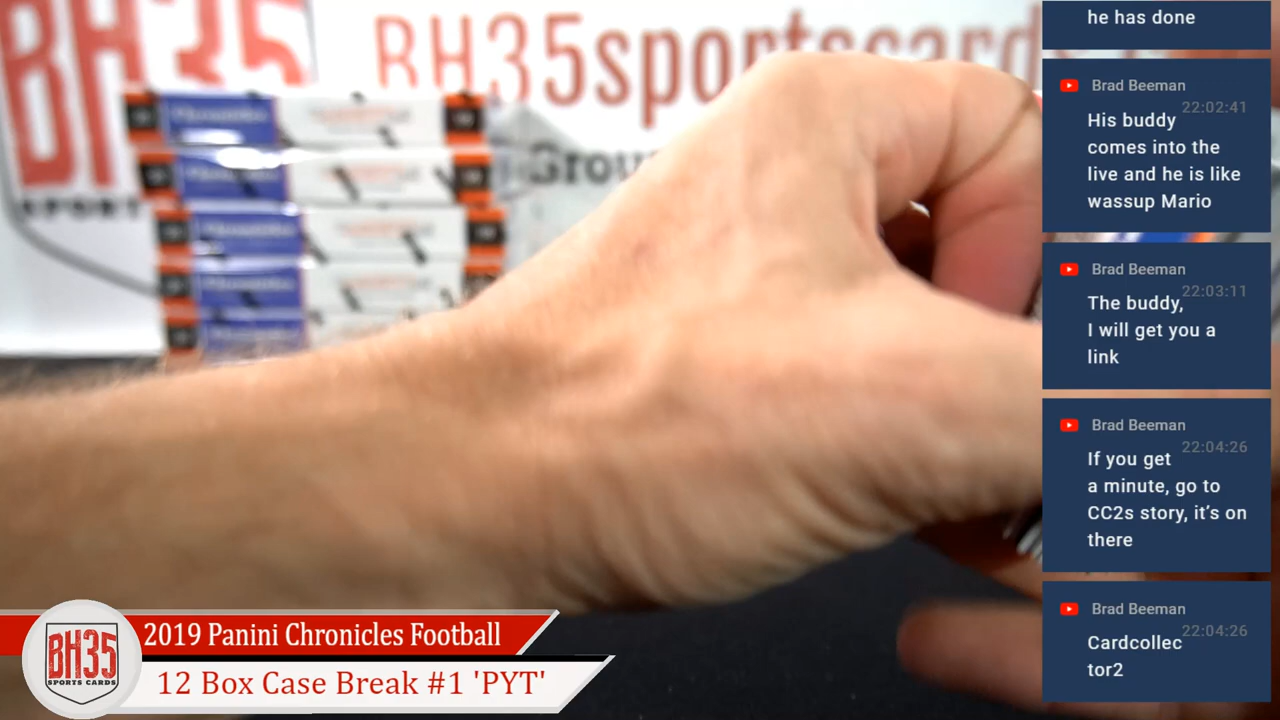 BH35
BH35sportscards
SPORT
Grou
he has done
Brad Beeman
22:02:41
His buddy
comes into the
live and he is like
wassup Mario
Brad Beeman
22:03:11
The buddy,
I will get you a
link
Brad Beeman
22:04:26
If you get
a minute, go to
CC2s story, it's on
there
Brad Beeman
22:04:26
Cardcollec
tor2
BH35
SPORTS CARDS
2019 Panini Chronicles Football
12 Box Case Break #1 'PYT'